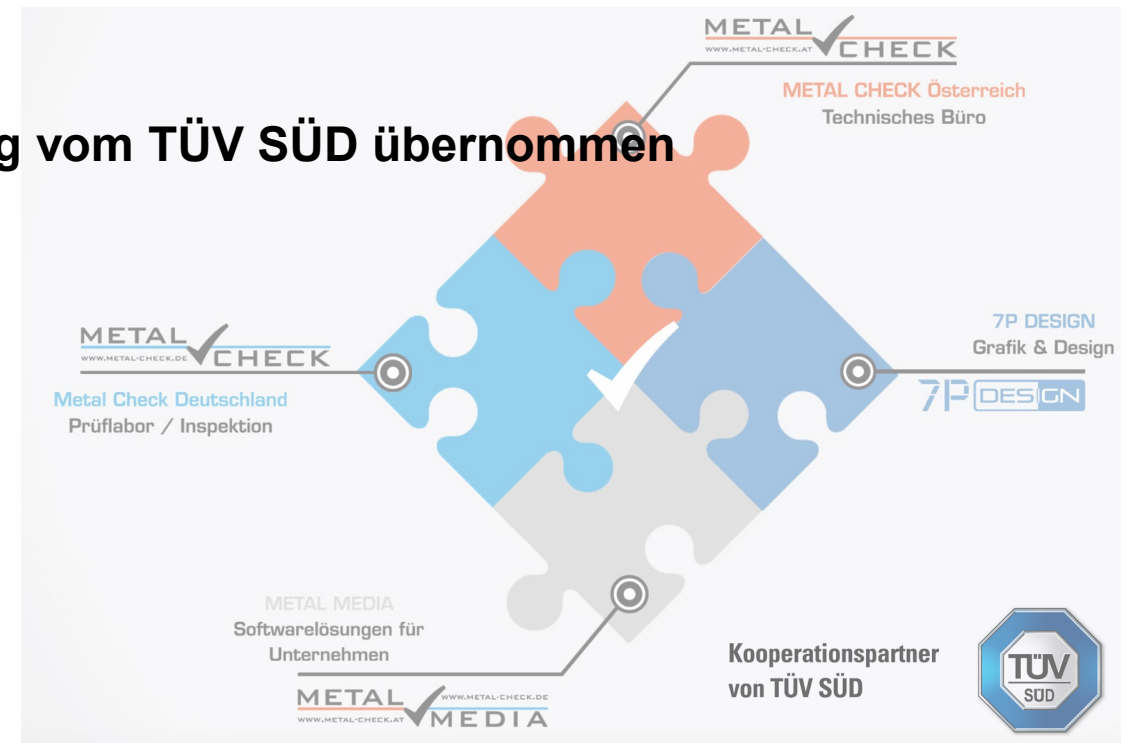 METAL
WWW.METAL-CHECK.AT
CHECK
METAL CHECK Österreich
Technisches Büro
g vom TÜV SÜD übernommen
METAL
WWW.METAL-CHECK.DE
CHECK
Metal Check Deutschland
Prüflabor / Inspektion
7P DESIGN
Grafik & Design
7P DESIGN
METAL MEDIA
Softwarelösungen für
Unternehmen
METAL
WWW.METAL-CHECK.DE
WWW.METAL-CHECK.AT
MEDIA
Kooperationspartner
von TÜV SÜD
TÜV
SÜD